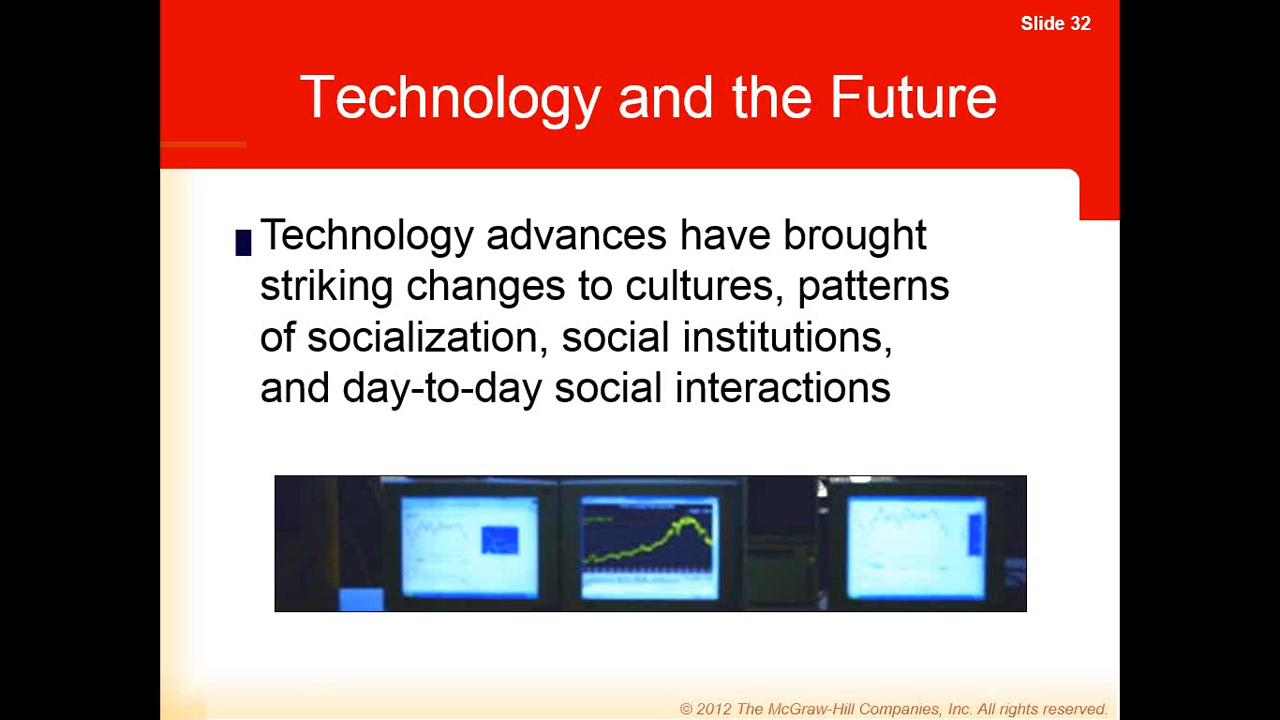 Slide 32
Technology and the Future
Technology advances have brought
striking changes to cultures, patterns
of socialization, social institutions,
and day-to-day social interactions
© 2012 The McGraw-Hill Companies, Inc. All rights reserved.